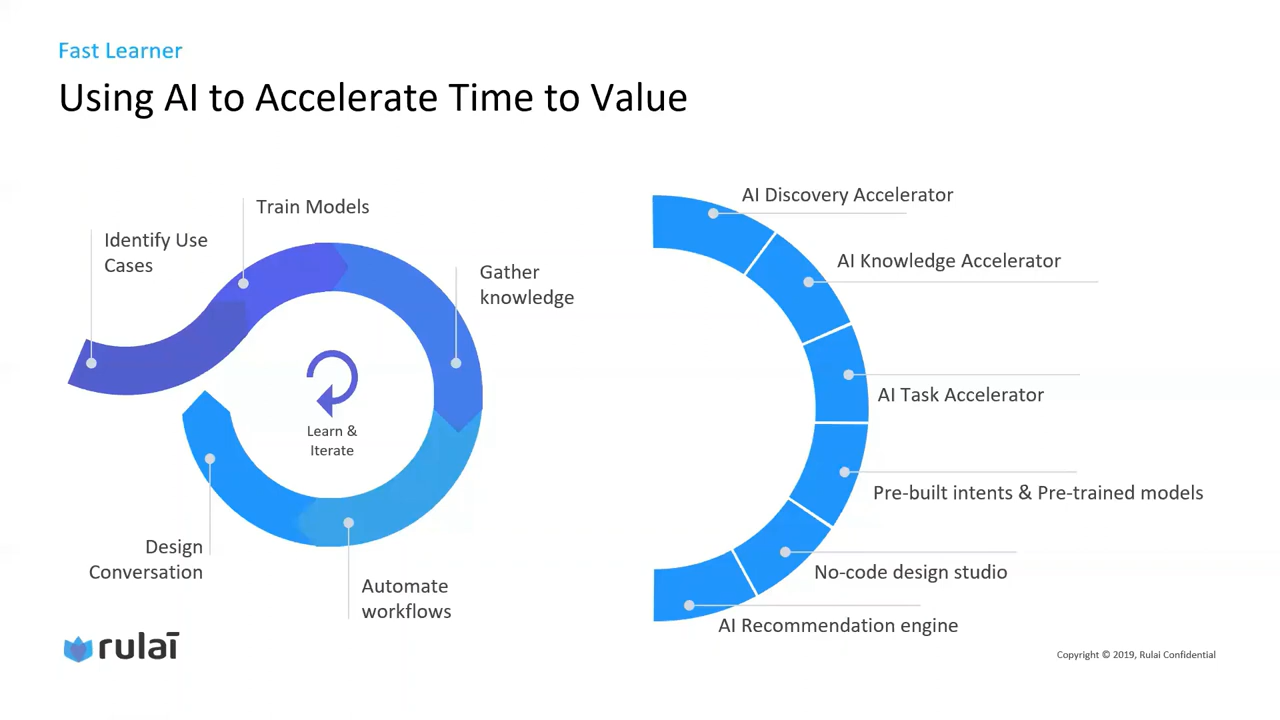 Fast Learner
Using AI to Accelerate Time to Value
Train Models
Identify Use
Cases
Gather
knowledge
Learn &
Iterate
Design
Conversation
Automate
workflows
AI Discovery Accelerator
AI Knowledge Accelerator
AI Task Accelerator
Pre-built intents & Pre-trained models
No-code design studio
AI Recommendation engine
rulaī
Copyright © 2019, Rulai Confidential